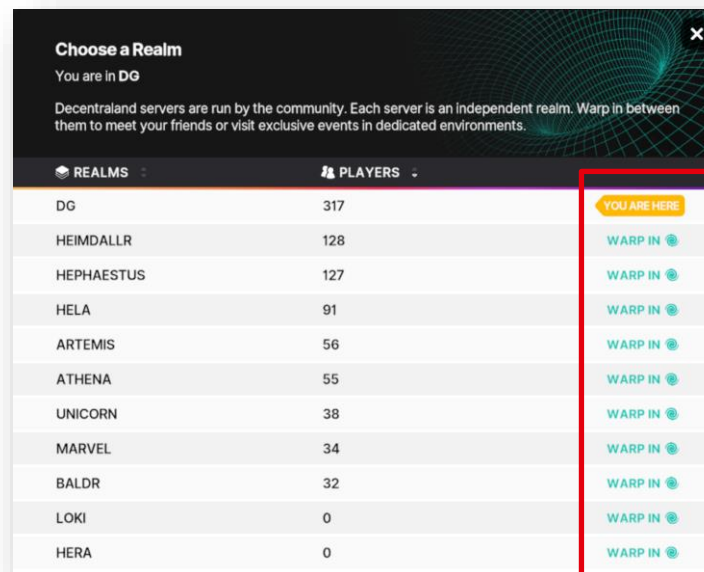 Choose a Realm
You are in DG
Decentraland servers are run by the community. Each server is an independent realm. Warp in between
them to meet your friends or visit exclusive events in dedicated environments.
REALMS PLAYERS
DG 317 YOU ARE HERE
HEIMDALLR 128 WARP IN
HEPHAESTUS 127 WARP IN
HELA 91 WARP IN
ARTEMIS 56 WARP IN
ATHENA 55 WARP IN
UNICORN 38 WARP IN
MARVEL 34 WARP IN
BALDR 32 WARP IN
LOKI 0 WARP IN
HERA 0 WARP IN